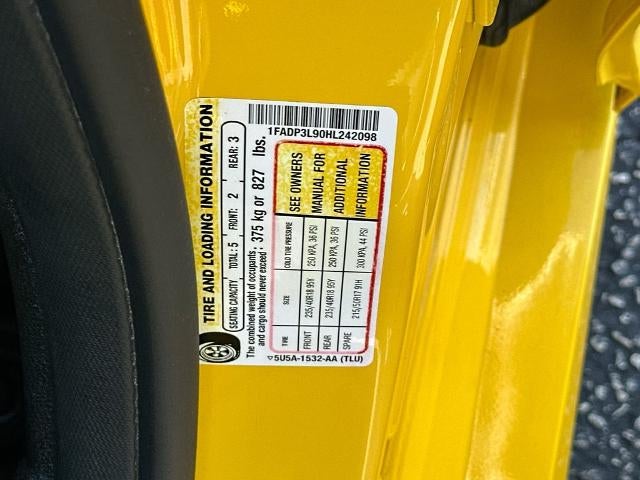 1FADP3L90HL242098
TIRE AND LOADING INFORMATION
SEATING CAPACITY TOTAL: 5 FRONT: 2 REAR: 3
The combined weight of occupants
and cargo should never exceed: 375 kg or 827 lbs.
TIRE SIZE COLD TIRE PRESSURE
FRONT 235/40R18 95Y 250 KPA, 36 PSI
REAR 235/40R18 95Y 250 KPA, 36 PSI
SPARE 215/50R17 91H 300 KPA, 44 PSI
SEE OWNERS
MANUAL FOR
ADDITIONAL
INFORMATION
5U5A-1532-AA (TLU)